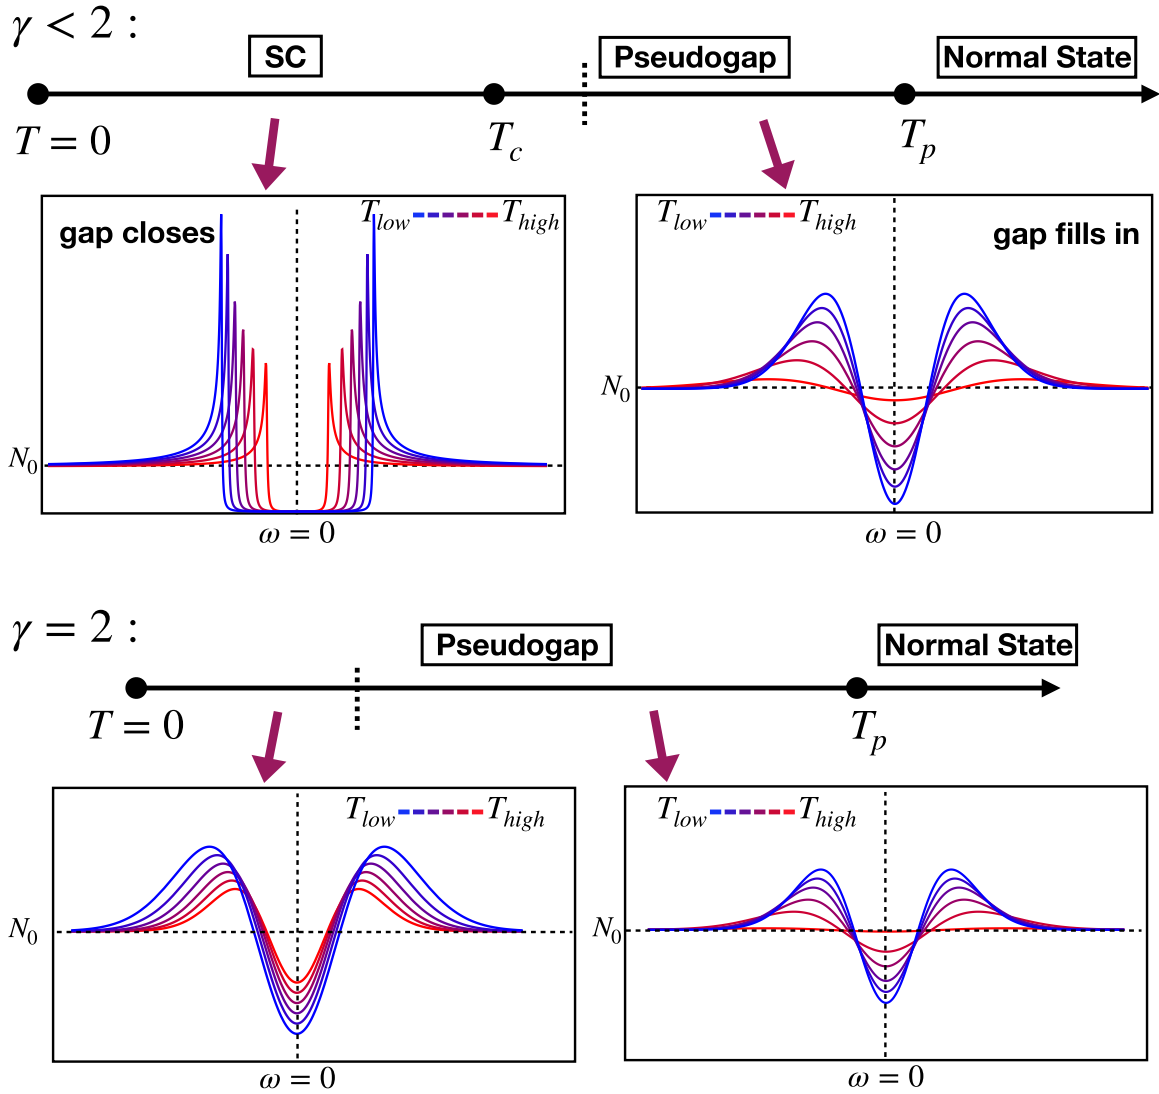 γ < 2 :
SC
Pseudogap
Normal State
T = 0
T_c
T_p
gap closes
T_low
T_high
N_0
ω = 0
T_low
T_high
gap fills in
N_0
ω = 0
γ = 2 :
Pseudogap
Normal State
T = 0
T_p
T_low
T_high
N_0
ω = 0
T_low
T_high
N_0
ω = 0